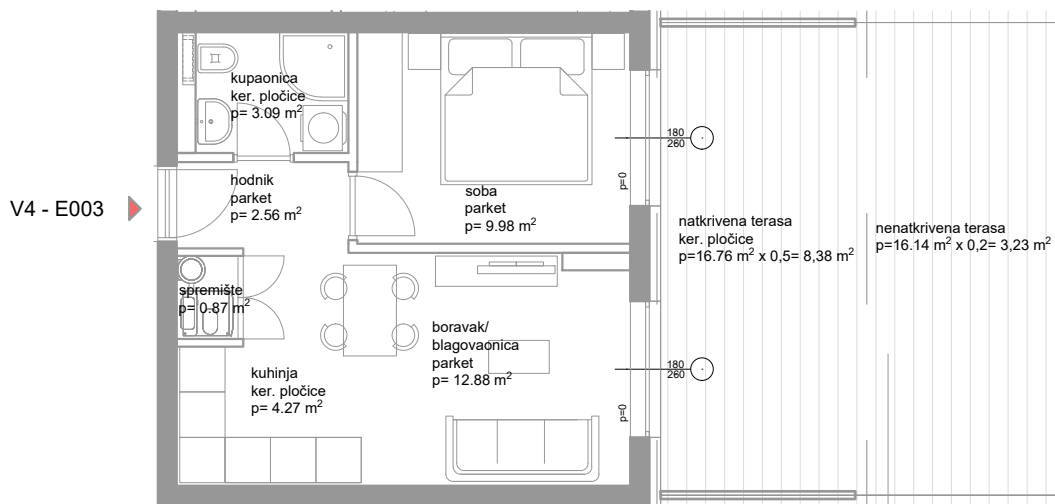 kupaonica
ker. pločice
p= 3.09 m²
180
260
p=0
V4 - E003
hodnik
parket
p= 2.56 m²
soba
parket
p= 9.98 m²
natkrivena terasa
ker. pločice
p=16.76 m² x 0,5= 8,38 m²
nenatkrivena terasa
p=16.14 m² x 0,2= 3,23 m²
spremište
p= 0.87 m²
boravak/
blagovaonica
parket
p= 12.88 m²
kuhinja
ker. pločice
p= 4.27 m²
180
260
p=0